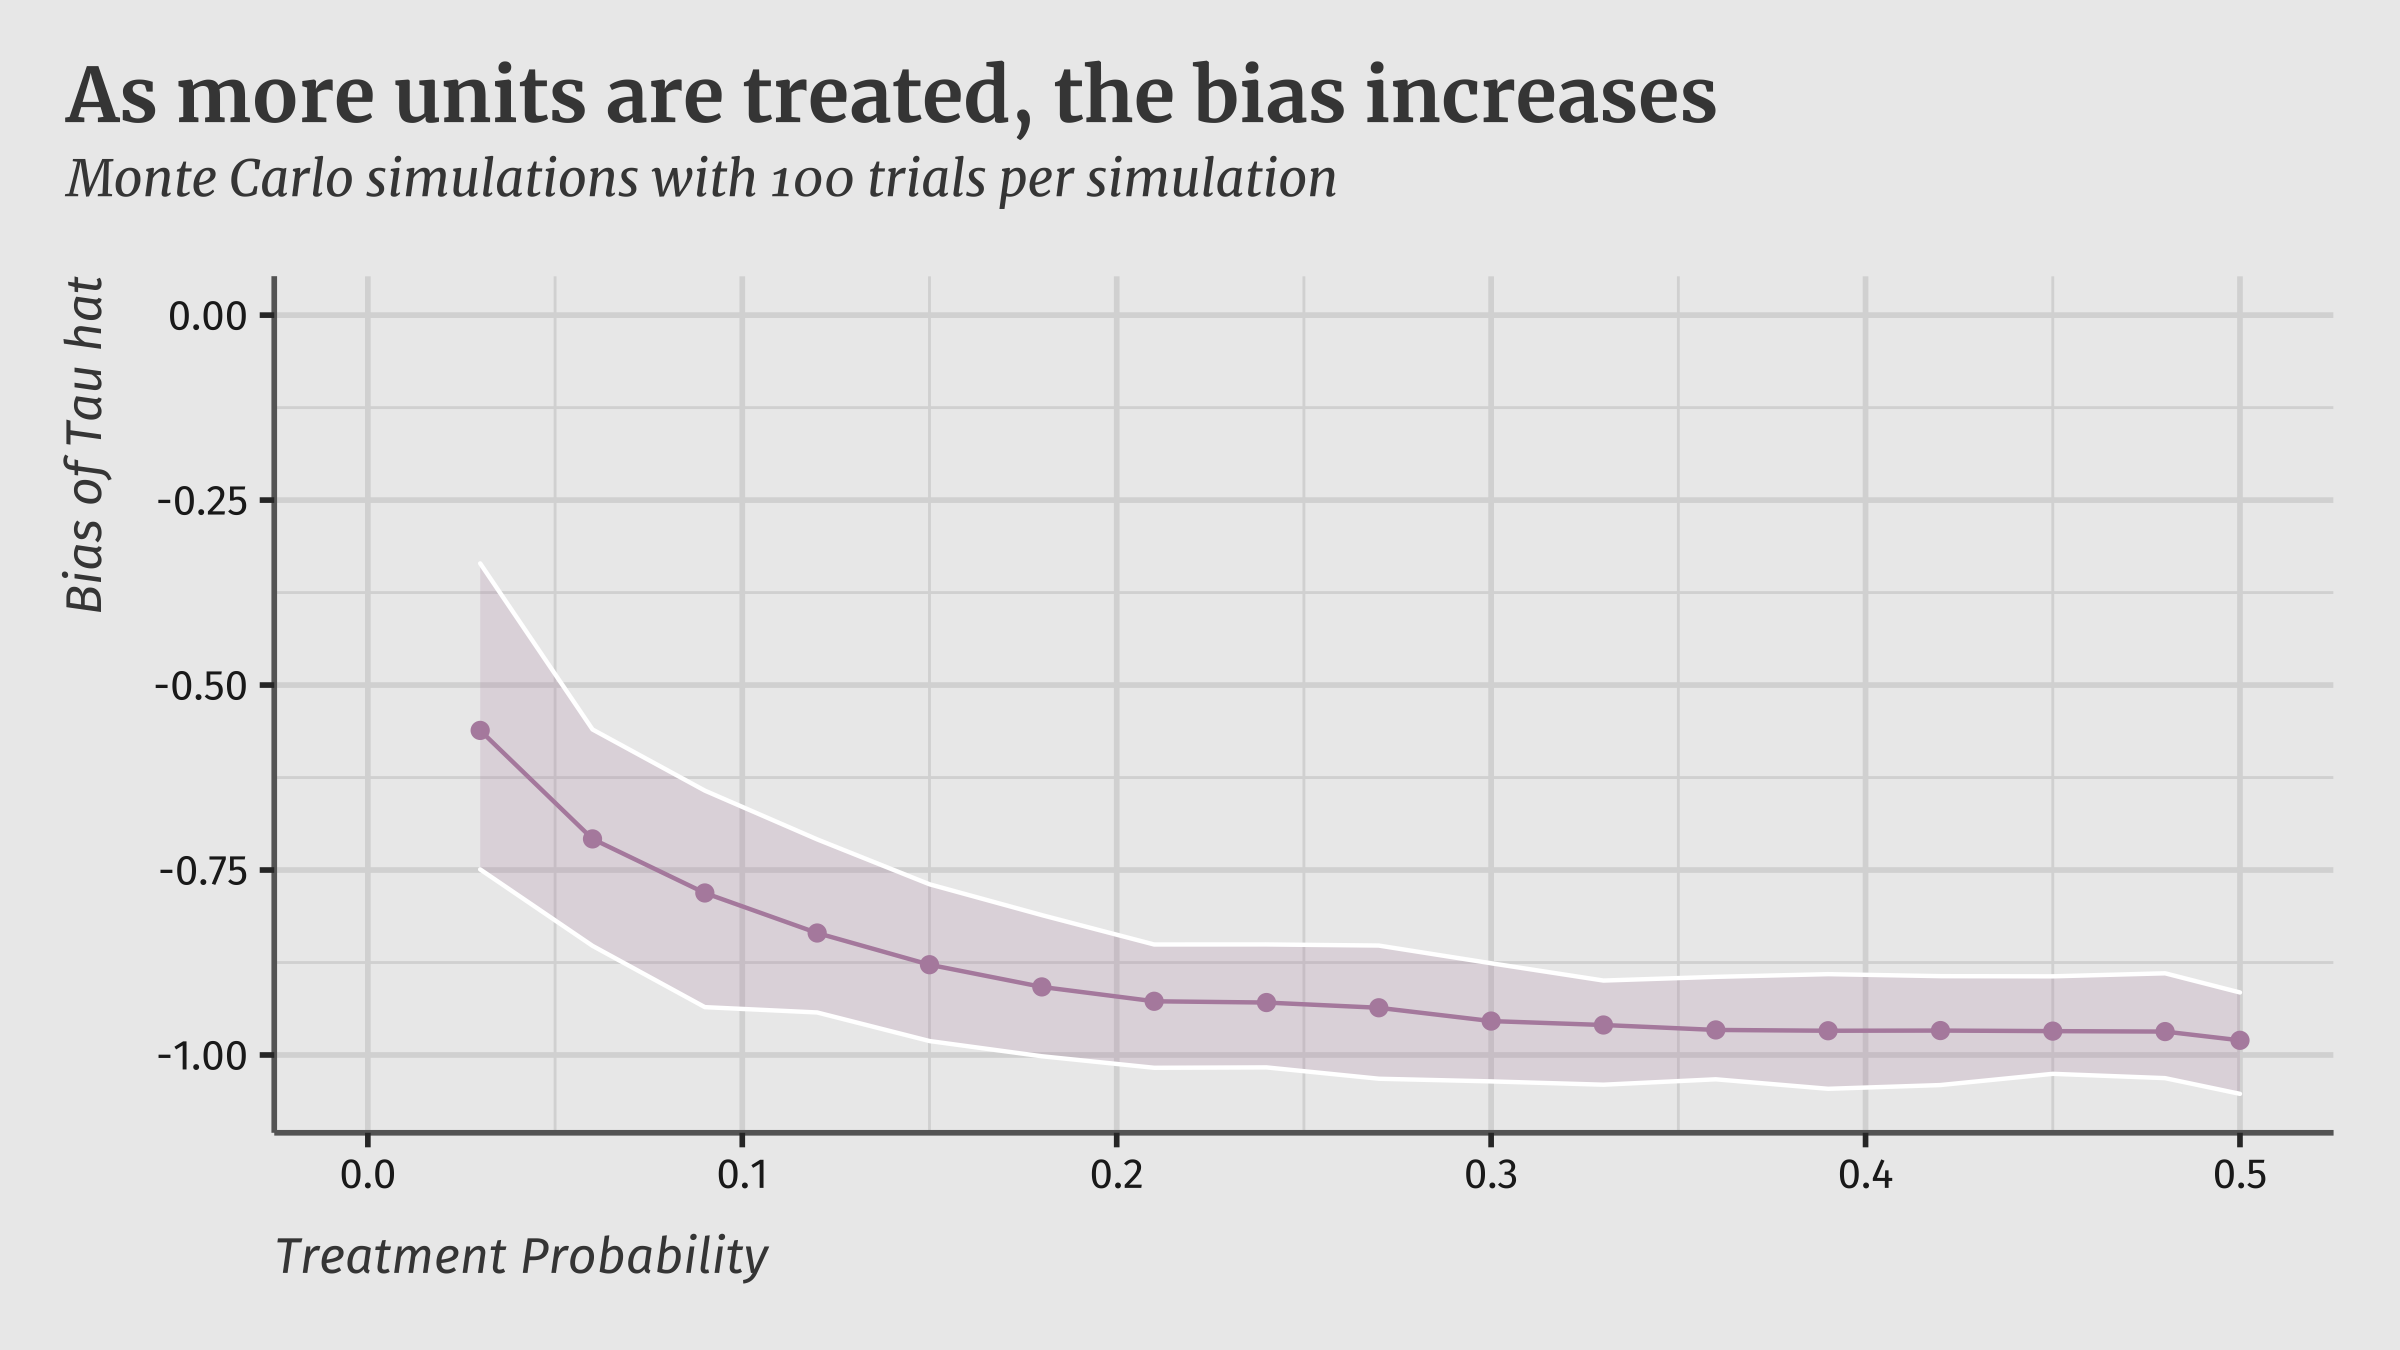 As more units are treated, the bias increases
Monte Carlo simulations with 100 trials per simulation
Bias of Tau hat
0.00
-0.25
-0.50
-0.75
-1.00
0.0
0.1
0.2
0.3
0.4
0.5
Treatment Probability